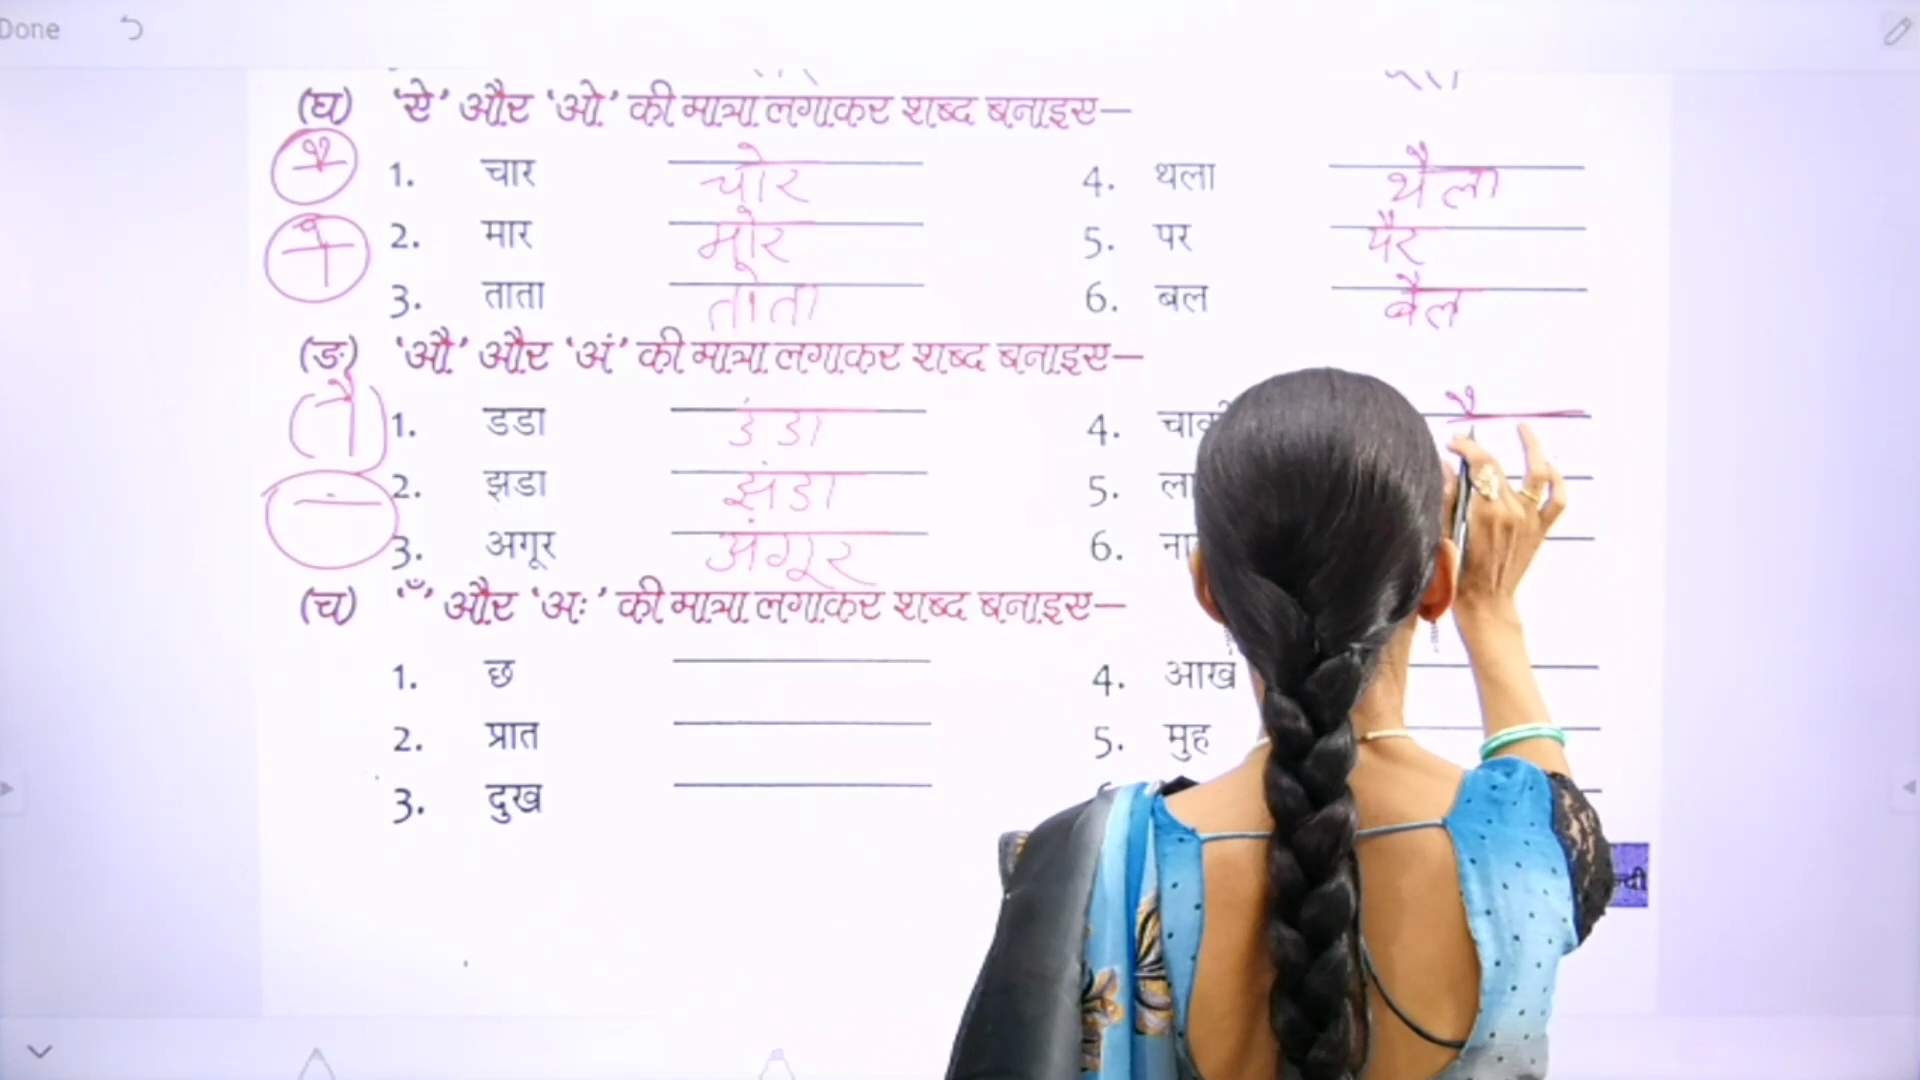 Done
(घ) ‘ऐ’ और ‘ओ’ की मात्रा लगाकर शब्द बनाइए—
1. चार चोर
2. मार मोर
3. ताता तोता
4. थला थैला
5. पर पैर
6. बल बैल
(ङ) ‘औ’ और ‘अं’ की मात्रा लगाकर शब्द बनाइए—
1. डडा डंडा
2. झडा झंडा
3. अगूर अंगूर
4.
5.
6.
(च) ‘ँ’ और ‘अः’ की मात्रा लगाकर शब्द बनाइए—
1. छ
2. प्रात
3. दुख
4. आख
5. मुह